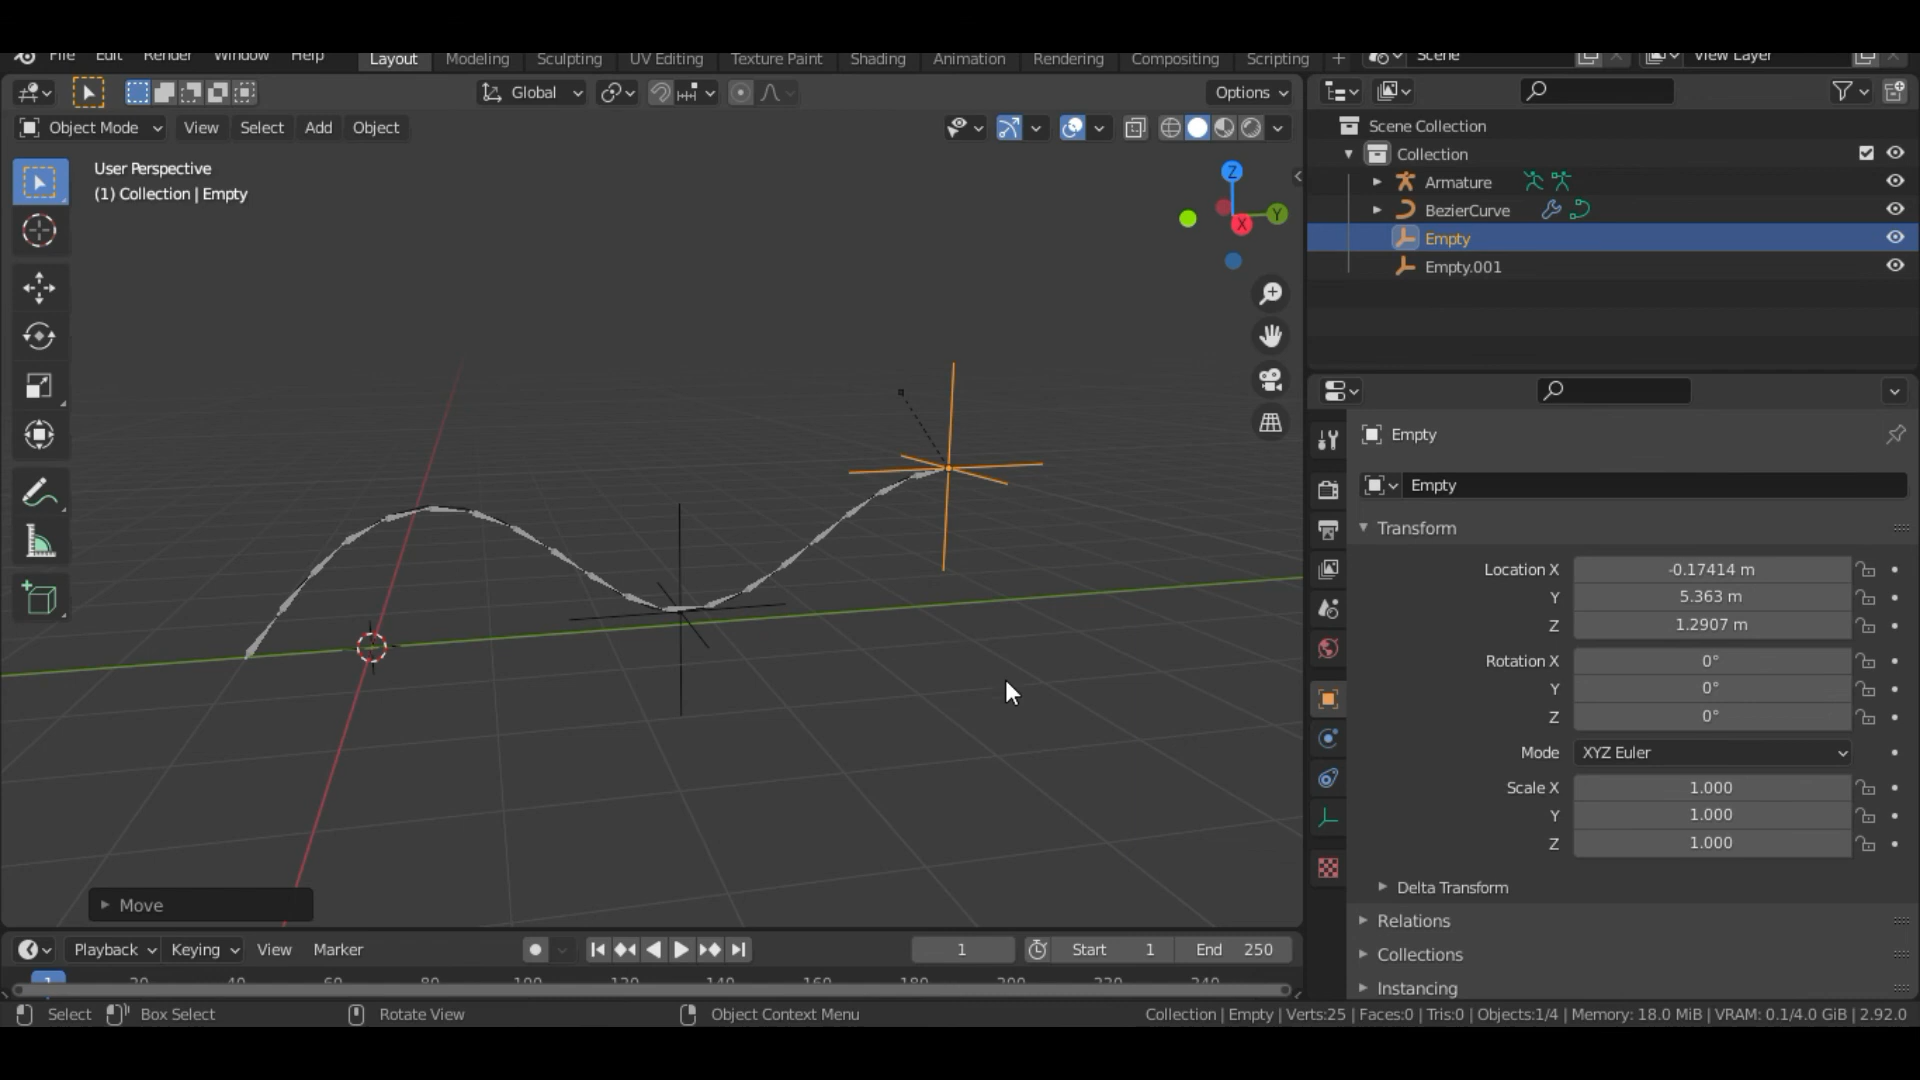 File Edit Render Window Help Layout Modeling Sculpting UV Editing Texture Paint Shading Animation Rendering Compositing Scripting + Scene View Layer
Global Options
Object Mode View Select Add Object
User Perspective
(1) Collection | Empty
Z
Y
X
Move
Scene Collection
Collection
Armature
BezierCurve
Empty
Empty.001
Empty
Empty
Transform
Location X -0.17414 m
Y 5.363 m
Z 1.2907 m
Rotation X 0°
Y 0°
Z 0°
Mode XYZ Euler
Scale X 1.000
Y 1.000
Z 1.000
Delta Transform
Relations
Collections
Instancing
Playback Keying View Marker 1 Start 1 End 250
1 20 40 60 80 100 120 140 160 180 200 220 240
Select Box Select Rotate View Object Context Menu Collection | Empty | Verts:25 | Faces:0 | Tris:0 | Objects:1/4 | Memory: 18.0 MiB | VRAM: 0.1/4.0 GiB | 2.92.0